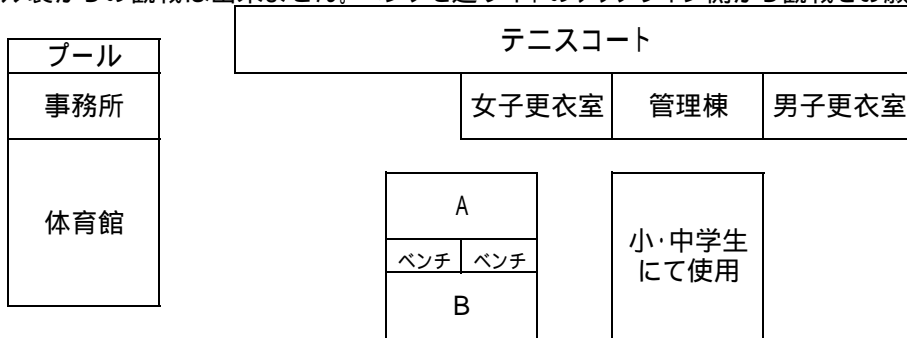 テニスコート
プール
事務所
女子更衣室
管理棟
男子更衣室
体育館
A
小・中学生
にて使用
ベンチ
ベンチ
B